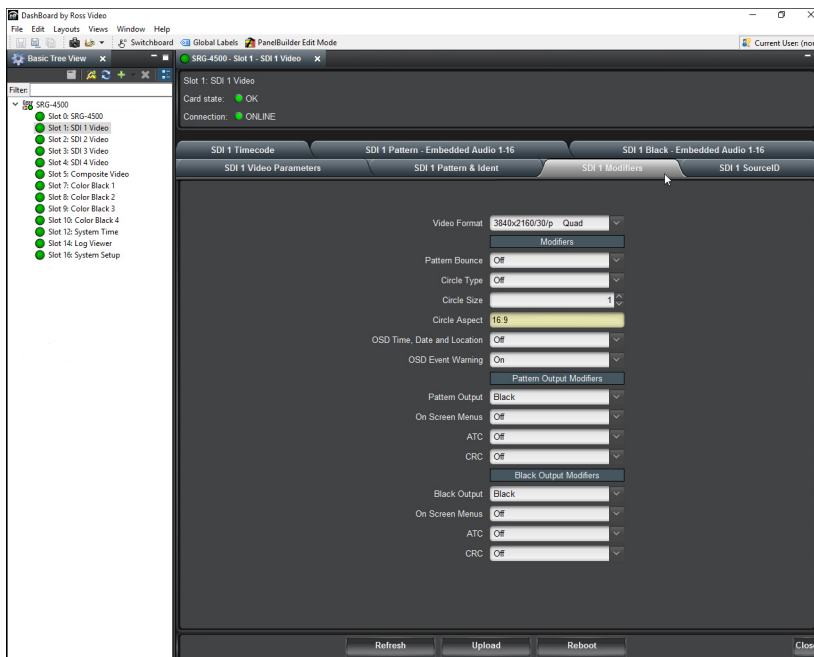 DashBoard by Ross Video
File Edit Layouts Views Window Help
Switchboard Global Labels PanelBuilder Edit Mode
Current User: (nor
Basic Tree View
SRG-4500 - Slot 1 - SDI 1 Video
Filter:
SRG-4500
Slot 0: SRG-4500
Slot 1: SDI 1 Video
Slot 2: SDI 2 Video
Slot 3: SDI 3 Video
Slot 4: SDI 4 Video
Slot 5: Composite Video
Slot 7: Color Black 1
Slot 8: Color Black 2
Slot 9: Color Black 3
Slot 10: Color Black 4
Slot 12: System Time
Slot 14: Log Viewer
Slot 16: System Setup
Slot 1: SDI 1 Video
Card state: OK
Connection: ONLINE
SDI 1 Timecode SDI 1 Pattern - Embedded Audio 1-16 SDI 1 Black - Embedded Audio 1-16
SDI 1 Video Parameters SDI 1 Pattern & Ident SDI 1 Modifiers SDI 1 SourceID
Video Format 3840x2160/30/p Quad
Modifiers
Pattern Bounce Off
Circle Type Off
Circle Size 1
Circle Aspect 16:9
OSD Time, Date and Location Off
OSD Event Warning On
Pattern Output Modifiers
Pattern Output Black
On Screen Menus Off
ATC Off
CRC Off
Black Output Modifiers
Black Output Black
On Screen Menus Off
ATC Off
CRC Off
Refresh Upload Reboot Close